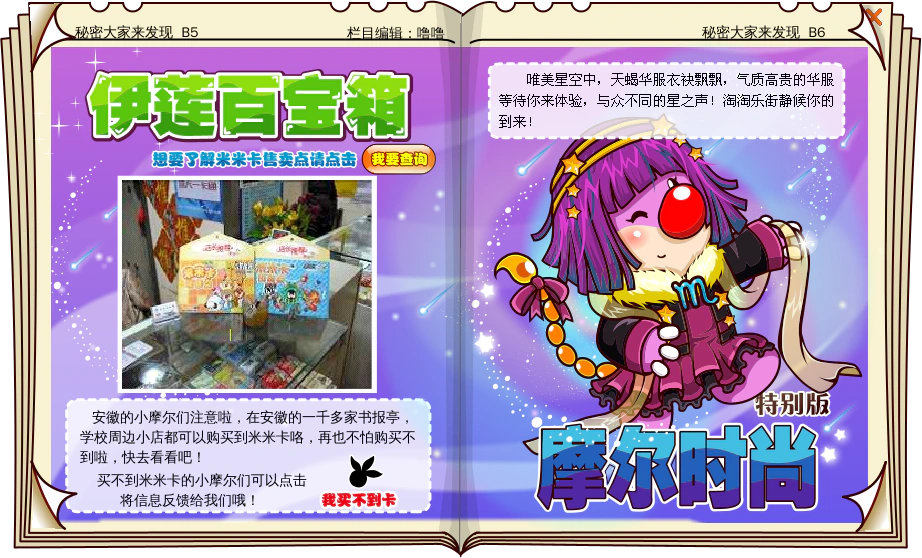 秘密大家来发现 B5
栏目编辑：噜噜
伊莲百宝箱
想要了解米米卡售卖点请点击 我要查询
安徽的小摩尔们注意啦，在安徽的一千多家书报亭，
学校周边小店都可以购买到米米卡咯，再也不怕购买不
到啦，快去看看吧！
买不到米米卡的小摩尔们可以点击
将信息反馈给我们哦！
我买不到卡
秘密大家来发现 B6
唯美星空中，天蝎华服衣袂飘飘，气质高贵的华服
等待你来体验，与众不同的星之声！淘淘乐街静候你的
到来！
特别版
摩尔时尚